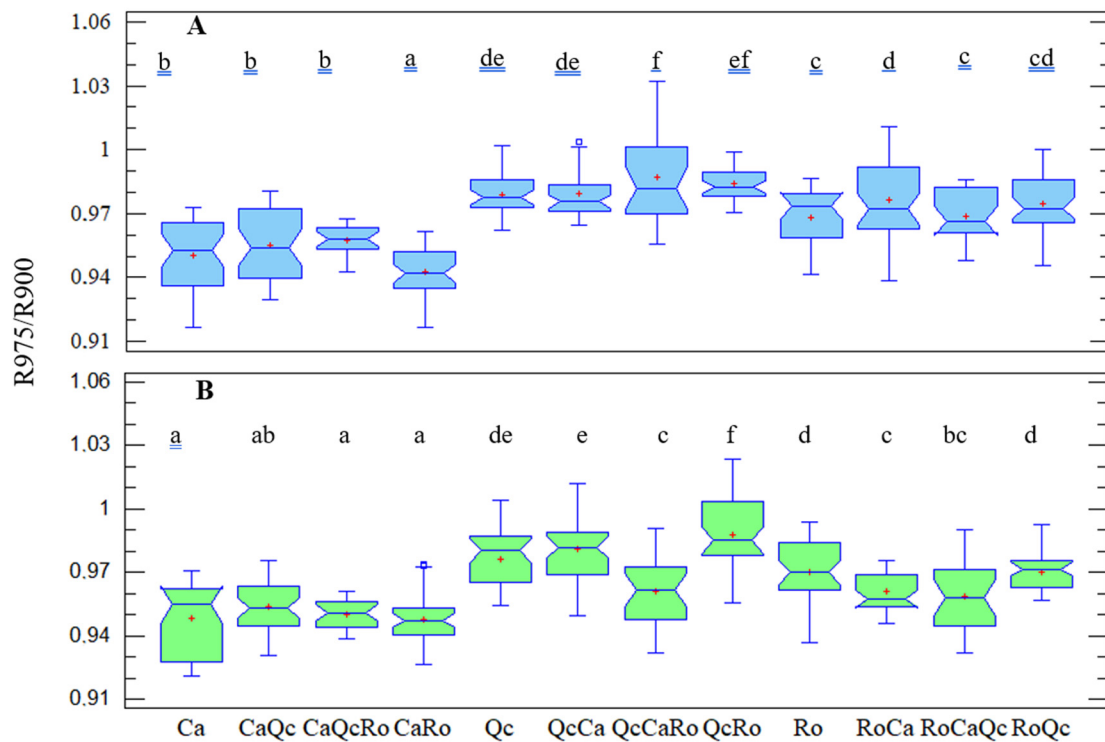 A
1.06
b b b a de de f ef c d c cd
1.03
1
0.97
0.94
0.91
R975/R900
B
1.06
a ab a a de e c f d c bc d
1.03
1
0.97
0.94
0.91
Ca CaQc CaQcRo CaRo Qc QcCa QcCaRo QcRo Ro RoCa RoCaQc RoQc